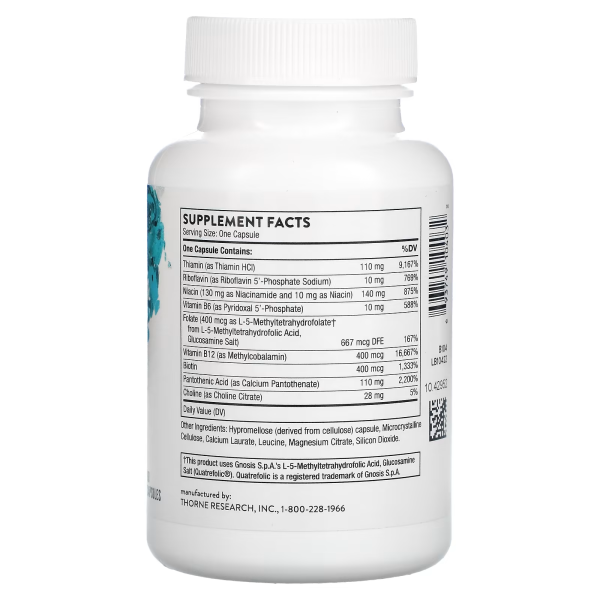 SUPPLEMENT FACTS
Serving Size: One Capsule
One Capsule Contains: %DV
Thiamin (as Thiamin HCl) 110 mg 9,167%
Riboflavin (as Riboflavin 5'-Phosphate Sodium) 10 mg 769%
Niacin (130 mg as Niacinamide and 10 mg as Niacin) 140 mg 875%
Vitamin B6 (as Pyridoxal 5'-Phosphate) 10 mg 588%
Folate (400 mcg as L-5-Methyltetrahydrofolate†
from L-5-Methyltetrahydrofolic Acid,
Glucosamine Salt) 667 mcg DFE 167%
Vitamin B12 (as Methylcobalamin) 400 mcg 16,667%
Biotin 400 mcg 1,333%
Pantothenic Acid (as Calcium Pantothenate) 110 mg 2,200%
Choline (as Choline Citrate) 28 mg 5%
Daily Value (DV)
Other Ingredients: Hypromellose (derived from cellulose) capsule, Microcrystalline
Cellulose, Calcium Laurate, Leucine, Magnesium Citrate, Silicon Dioxide.
†This product uses Gnosis S.p.A.'s L-5-Methyltetrahydrofolic Acid, Glucosamine
Salt (Quatrefolic®). Quatrefolic is a registered trademark of Gnosis S.p.A.
manufactured by:
THORNE RESEARCH, INC., 1-800-228-1966